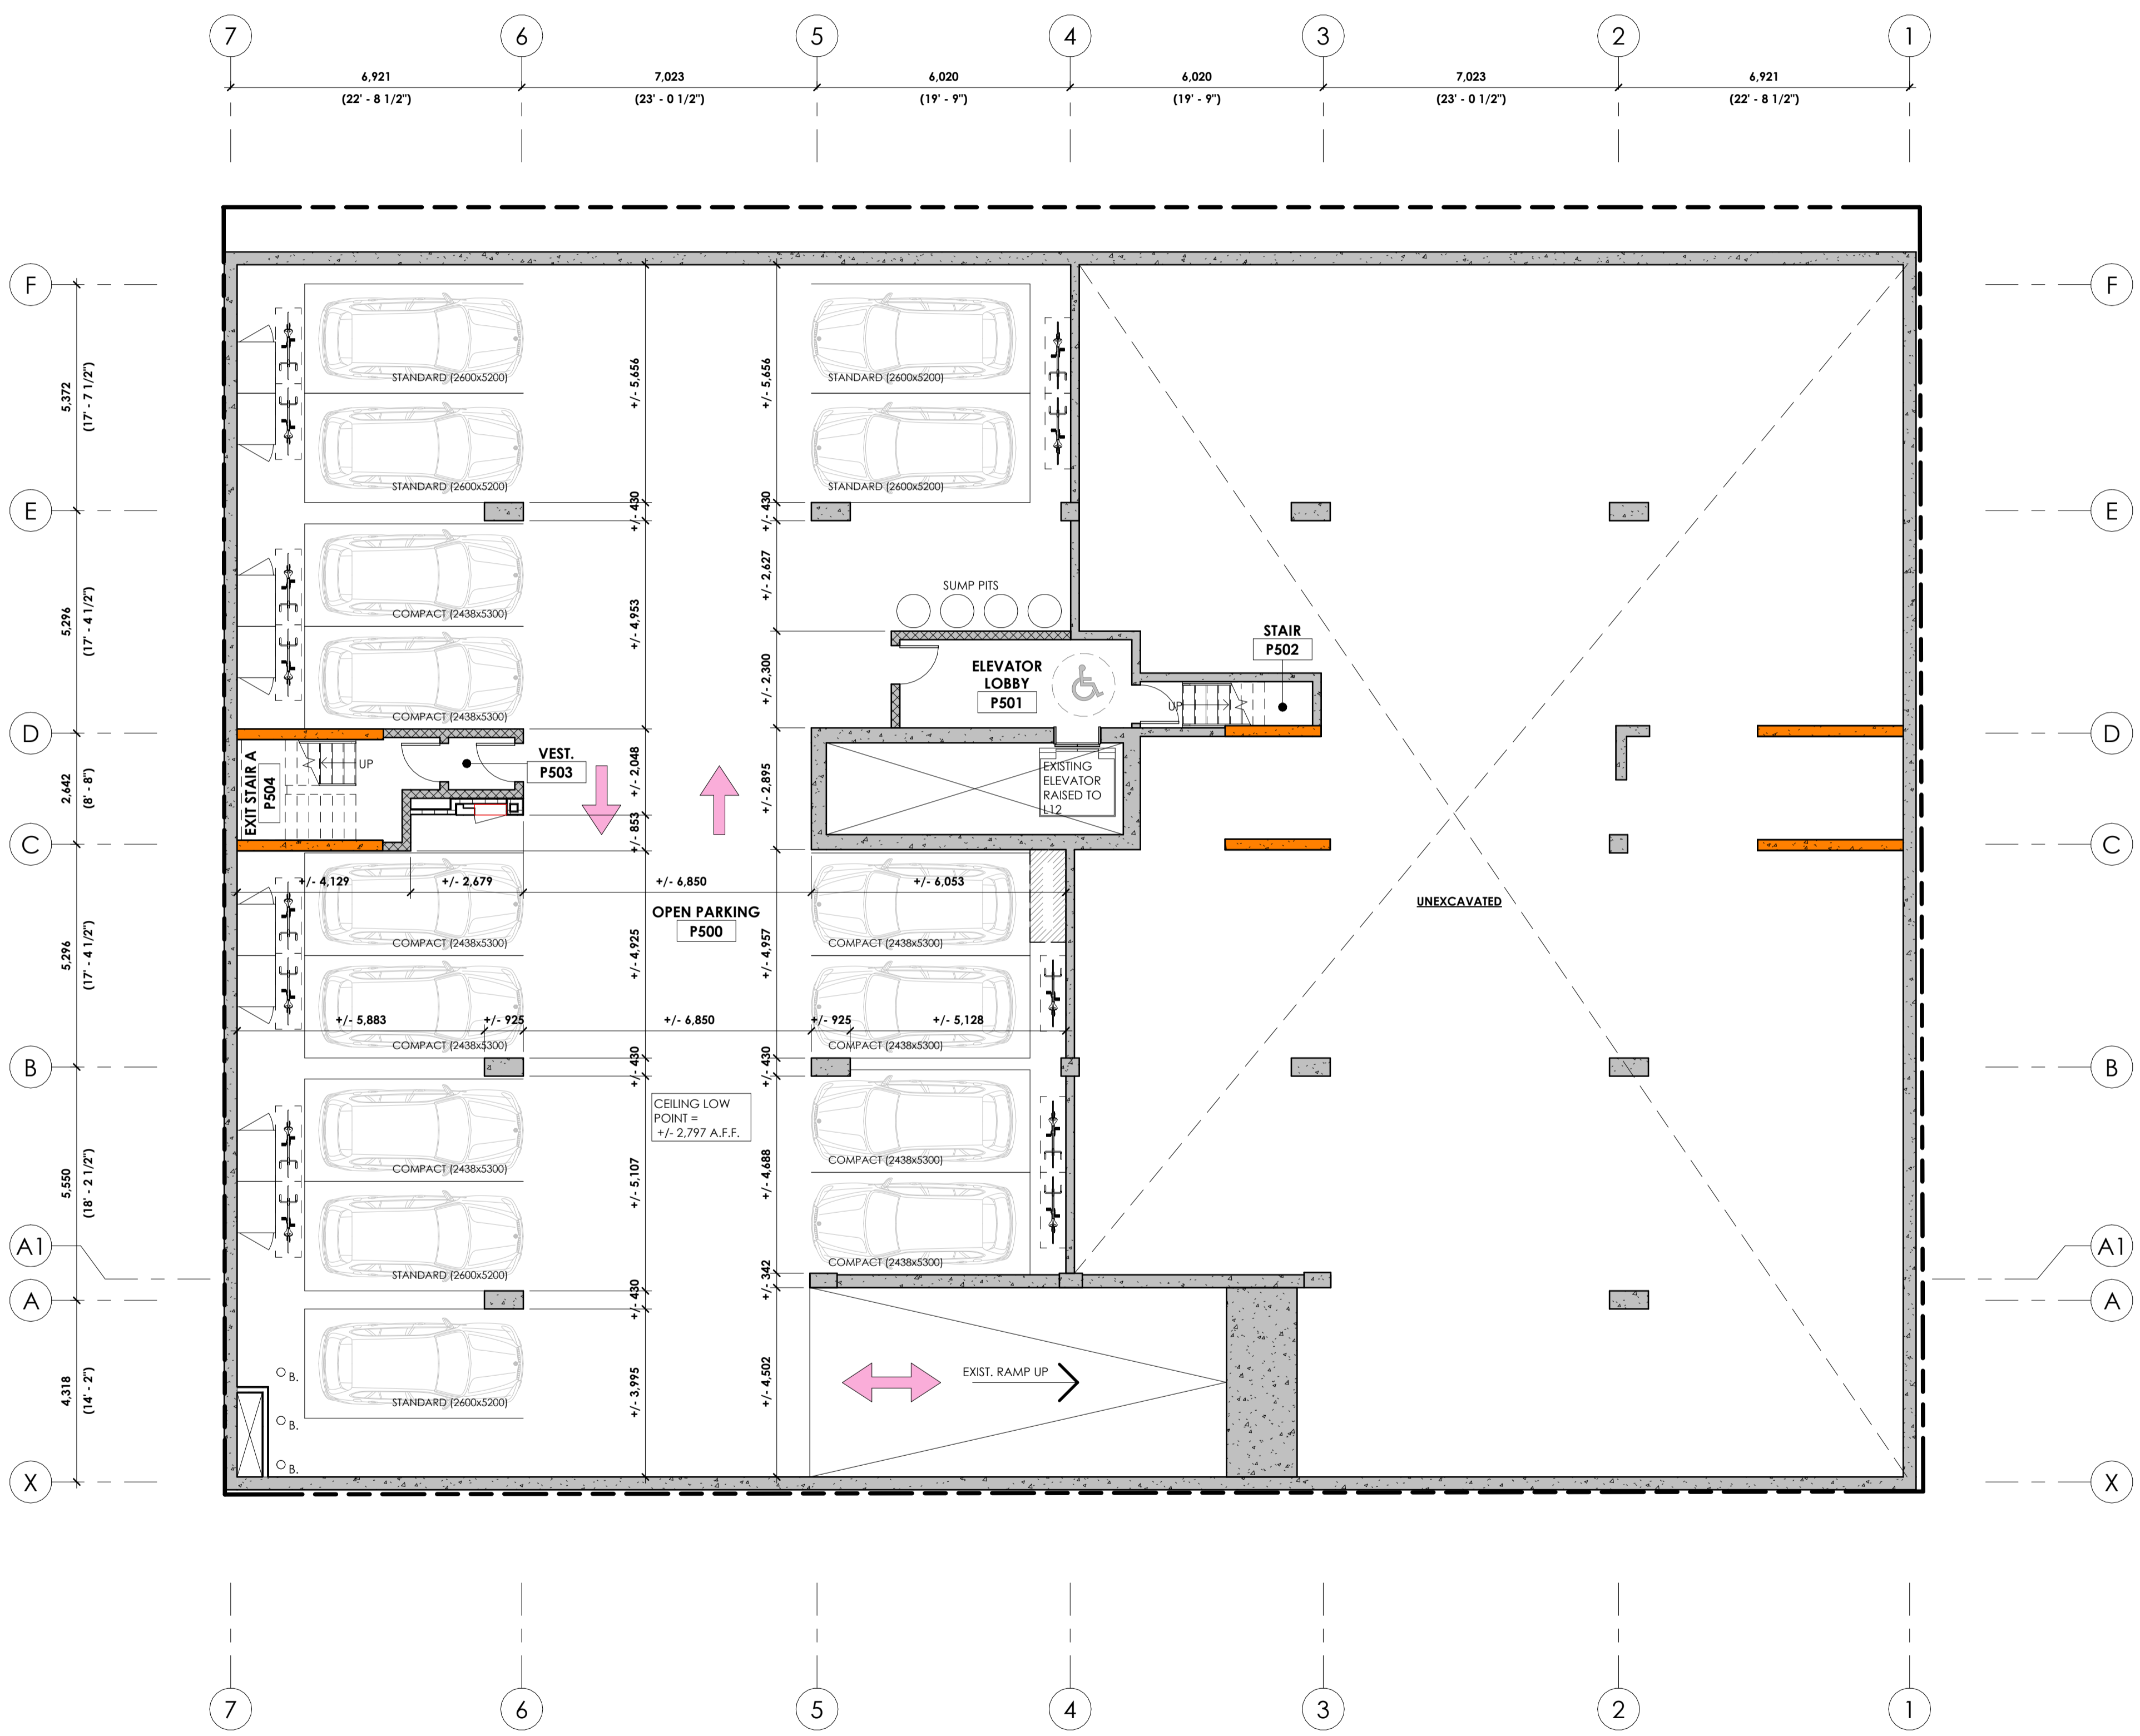 7 6 5 4 3 2 1
6,921 7,023 6,020 6,020 7,023 6,921
(22' - 8 1/2") (23' - 0 1/2") (19' - 9") (19' - 9") (23' - 0 1/2") (22' - 8 1/2")
F F
5,372
(17' - 7 1/2")
+/- 5,656
+/- 5,656
STANDARD (2600x5200)
STANDARD (2600x5200)
STANDARD (2600x5200)
STANDARD (2600x5200)
E E
+/- 430
+/- 430
5,296
(17' - 4 1/2")
+/- 4,953
+/- 2,627
SUMP PITS
COMPACT (2438x5300)
STAIR
P502
ELEVATOR
LOBBY
P501
+/- 2,300
UP
COMPACT (2438x5300)
D D
2,642
(8' - 8")
EXIT STAIR A
P504
UP
VEST.
P503
+/- 2,048
+/- 853
+/- 2,895
EXISTING
ELEVATOR
RAISED TO
L12
C C
+/- 4,129 +/- 2,679 +/- 6,850 +/- 6,053
UNEXCAVATED
OPEN PARKING
P500
5,296
(17' - 4 1/2")
+/- 4,925
+/- 4,957
COMPACT (2438x5300)
COMPACT (2438x5300)
+/- 5,883 +/- 925 +/- 6,850 +/- 925 +/- 5,128
COMPACT (2438x5300)
COMPACT (2438x5300)
B B
+/- 430
+/- 430
CEILING LOW
POINT =
+/- 2,797 A.F.F.
5,550
(18' - 2 1/2")
+/- 5,107
+/- 4,688
COMPACT (2438x5300)
COMPACT (2438x5300)
A1 A1
COMPACT (2438x5300)
STANDARD (2600x5200)
+/- 342
+/- 430
A A
4,318
(14' - 2")
+/- 3,995
+/- 4,502
EXIST. RAMP UP
B.
STANDARD (2600x5200)
B.
B.
X X
7 6 5 4 3 2 1